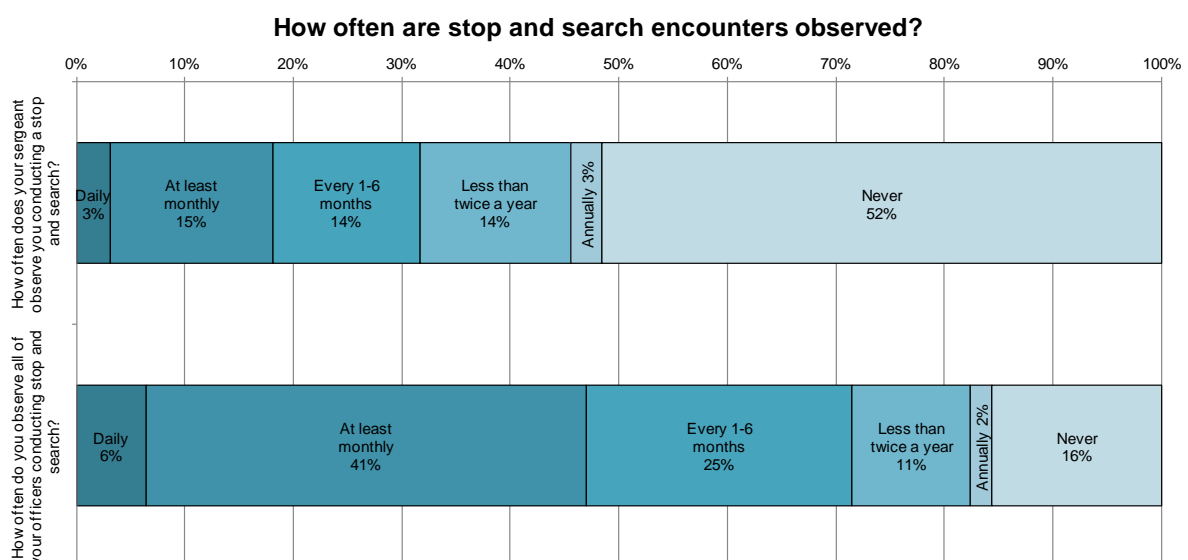 How often are stop and search encounters observed?
0% 10% 20% 30% 40% 50% 60% 70% 80% 90% 100%
How often does your sergeant
observe you conducting a stop
and search?
Daily
3%
At least
monthly
15%
Every 1-6
months
14%
Less than
twice a year
14%
Annually 3%
Never
52%
How often do you observe all of
your officers conducting stop and
search?
Daily
6%
At least
monthly
41%
Every 1-6
months
25%
Less than
twice a year
11%
Annually 2%
Never
16%